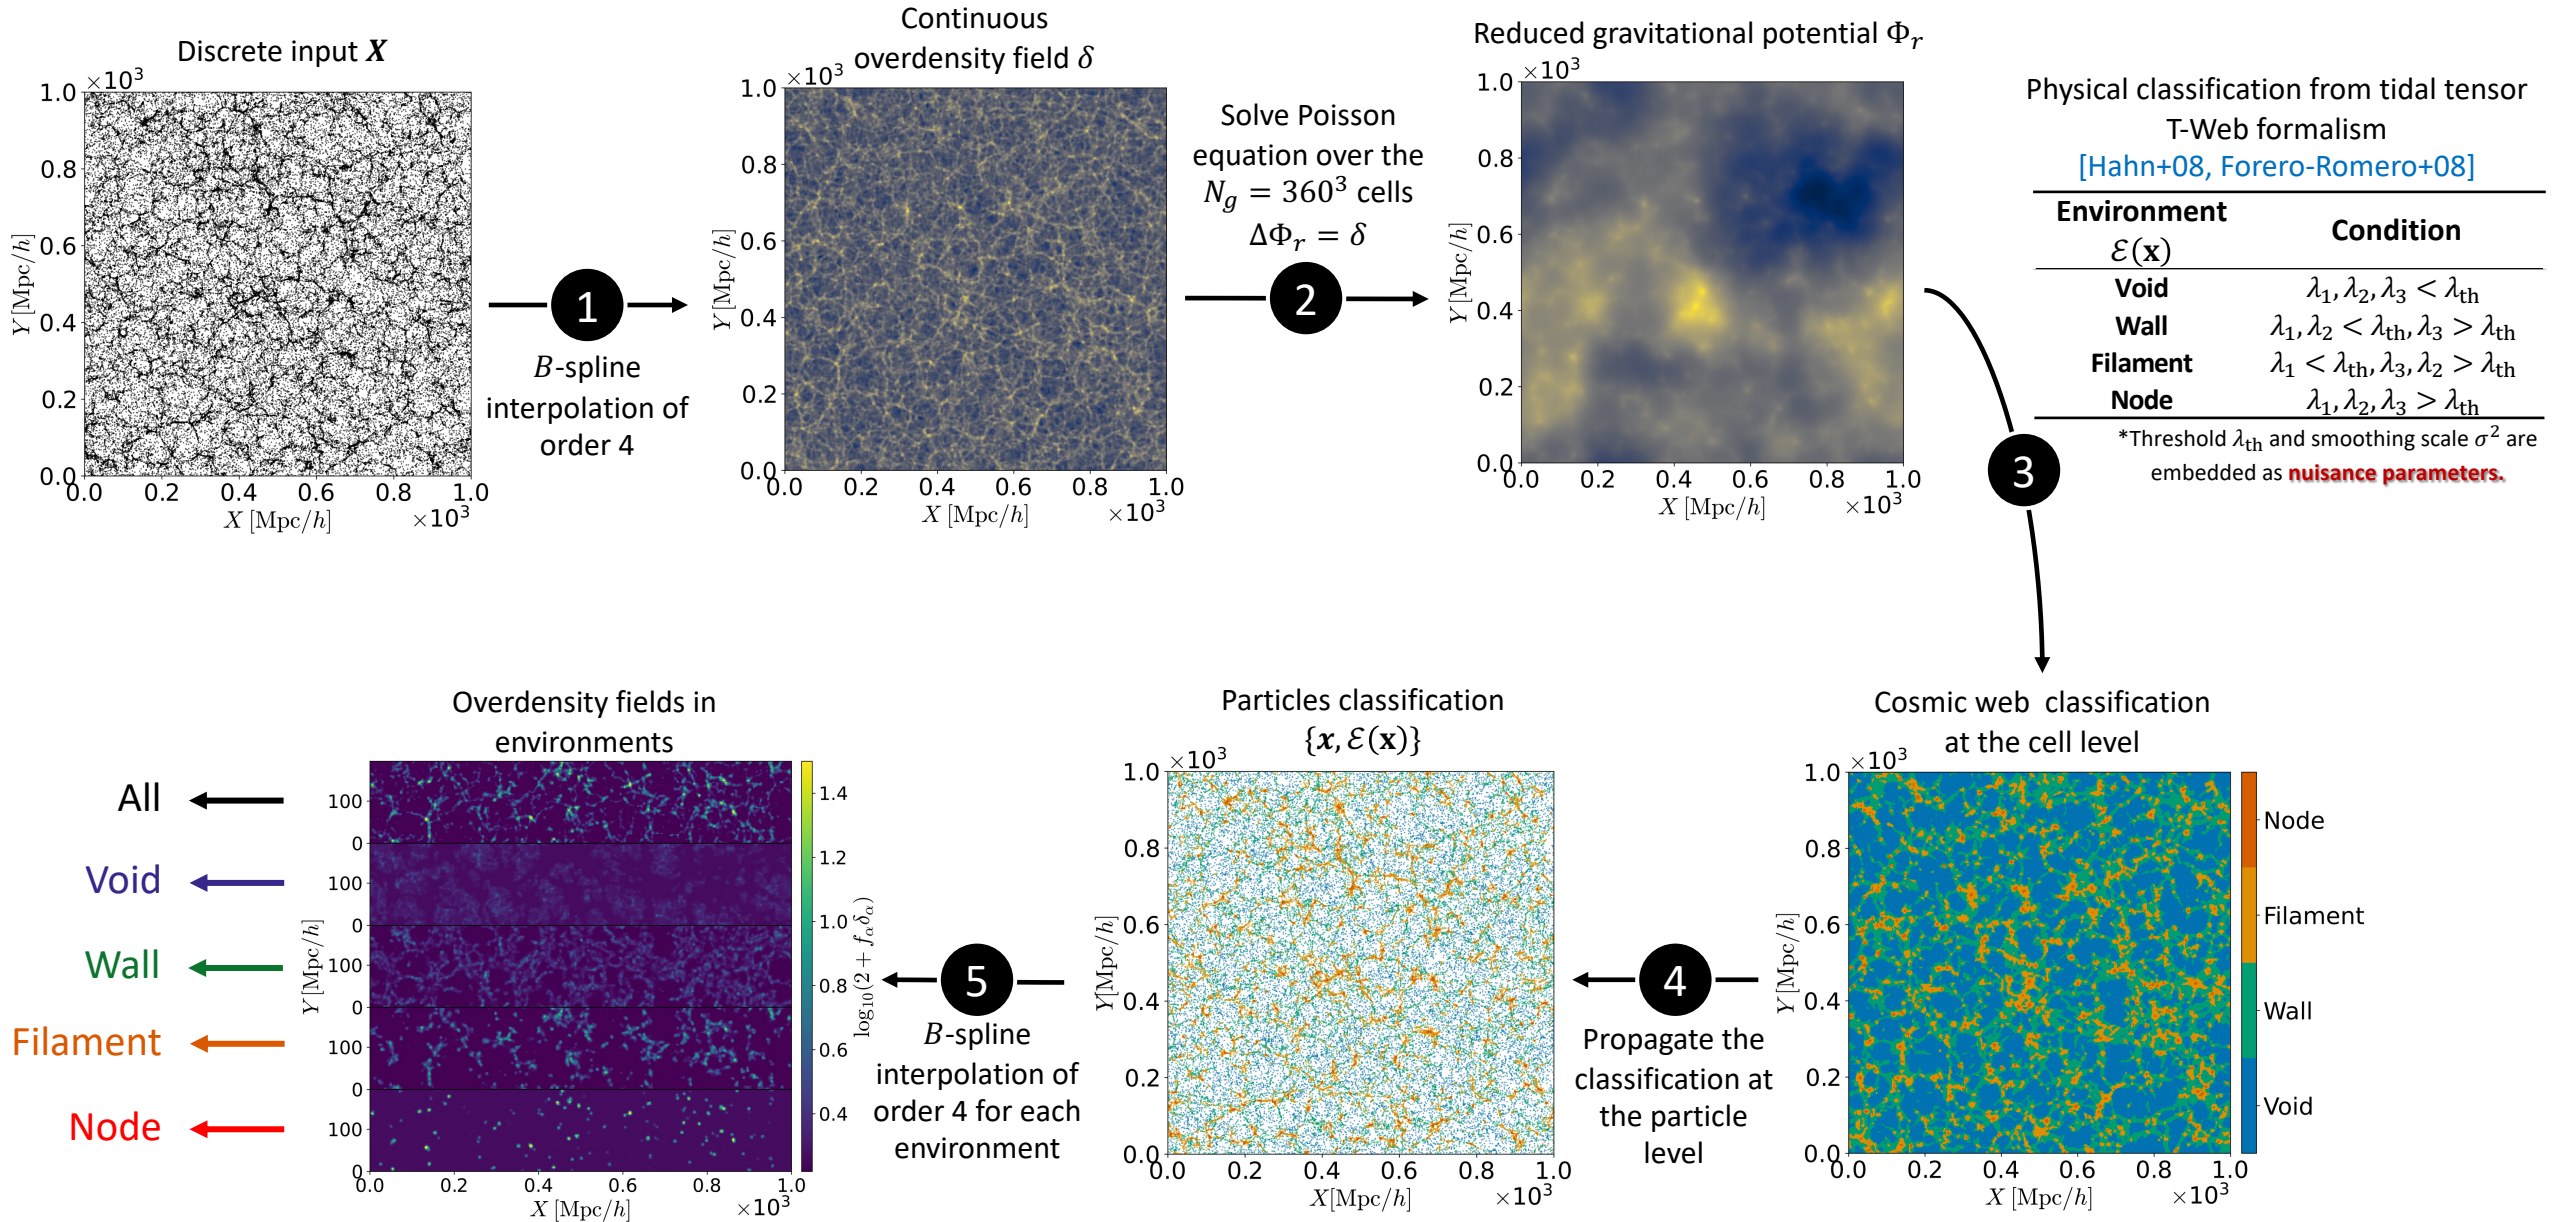 Discrete input X
×10³
1.0
0.8
0.6
0.4
0.2
0.0
Y [Mpc/h]
0.0 0.2 0.4 0.6 0.8 1.0
X [Mpc/h] ×10³
1
B-spline
interpolation of
order 4
Continuous
overdensity field δ
×10³
1.0
0.8
0.6
0.4
0.2
0.0
Y [Mpc/h]
0.0 0.2 0.4 0.6 0.8 1.0
X [Mpc/h] ×10³
Solve Poisson
equation over the
N_g = 360³ cells
ΔΦ_r = δ
2
Reduced gravitational potential Φ_r
×10³
1.0
0.8
0.6
0.4
0.2
0.0
Y [Mpc/h]
0.0 0.2 0.4 0.6 0.8 1.0
X [Mpc/h] ×10³
Physical classification from tidal tensor
T-Web formalism
[Hahn+08, Forero-Romero+08]
Environment
ℰ(x)
Condition
Void λ₁, λ₂, λ₃ < λ_th
Wall λ₁, λ₂ < λ_th, λ₃ > λ_th
Filament λ₁ < λ_th, λ₃, λ₂ > λ_th
Node λ₁, λ₂, λ₃ > λ_th
*Threshold λ_th and smoothing scale σ² are
embedded as nuisance parameters.
3
Cosmic web classification
at the cell level
×10³
1.0
0.8
0.6
0.4
0.2
0.0
Y [Mpc/h]
0.0 0.2 0.4 0.6 0.8 1.0
X [Mpc/h] ×10³
Node
Filament
Wall
Void
4
Propagate the
classification at
the particle
level
Particles classification
{x, ℰ(x)}
×10³
1.0
0.8
0.6
0.4
0.2
0.0
Y[Mpc/h]
0.0 0.2 0.4 0.6 0.8 1.0
X[Mpc/h] ×10³
5
B-spline
interpolation of
order 4 for each
environment
Overdensity fields in
environments
100
0
100
0
100
0
100
0
100
0
Y [Mpc/h]
0.0 0.2 0.4 0.6 0.8 1.0
X [Mpc/h] ×10³
1.4
1.2
1.0
0.8
0.6
0.4
log₁₀(2 + f_α δ_α)
All
Void
Wall
Filament
Node